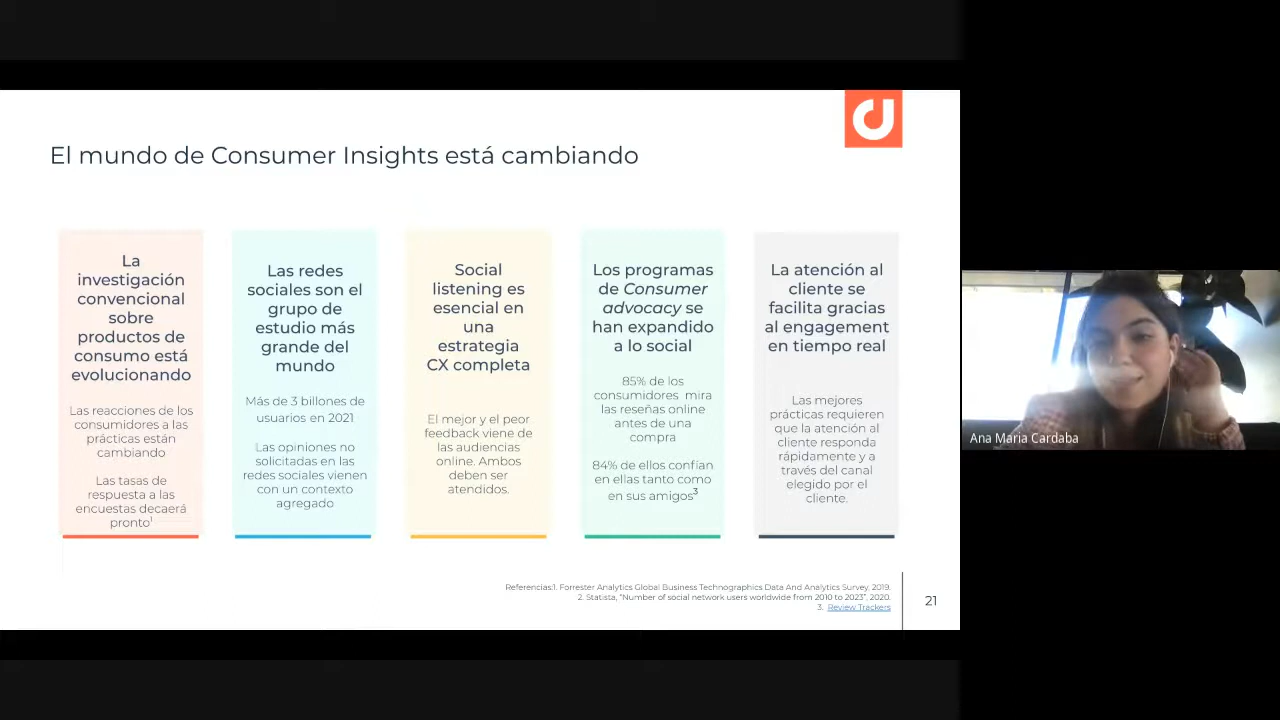 El mundo de Consumer Insights está cambiando
La
investigación
convencional
sobre
productos de
consumo está
evolucionando
Las reacciones de los
consumidores a las
prácticas están
cambiando
Las tasas de
respuesta a las
encuestas decaerá
pronto1
Las redes
sociales son el
grupo de
estudio más
grande del
mundo
Más de 3 billones de
usuarios en 2021
Las opiniones no
solicitadas en las
redes sociales vienen
con un contexto
agregado
Social
listening es
esencial en
una
estrategia
CX completa
El mejor y el peor
feedback viene de
las audiencias
online. Ambos
deben ser
atendidos.
Los programas
de Consumer
advocacy se
han expandido
a lo social
85% de los
consumidores mira
las reseñas online
antes de una
compra
84% de ellos confían
en ellas tanto como
en sus amigos3
La atención al
cliente se
facilita gracias
al engagement
en tiempo real
Las mejores
prácticas requieren
que la atención al
cliente responda
rápidamente y a
través del canal
elegido por el
cliente.
Referencias:1. Forrester Analytics Global Business Technographics Data And Analytics Survey, 2019.
2. Statista, "Number of social network users worldwide from 2010 to 2023", 2020.
3. Review Trackers
21
Ana Maria Cardaba